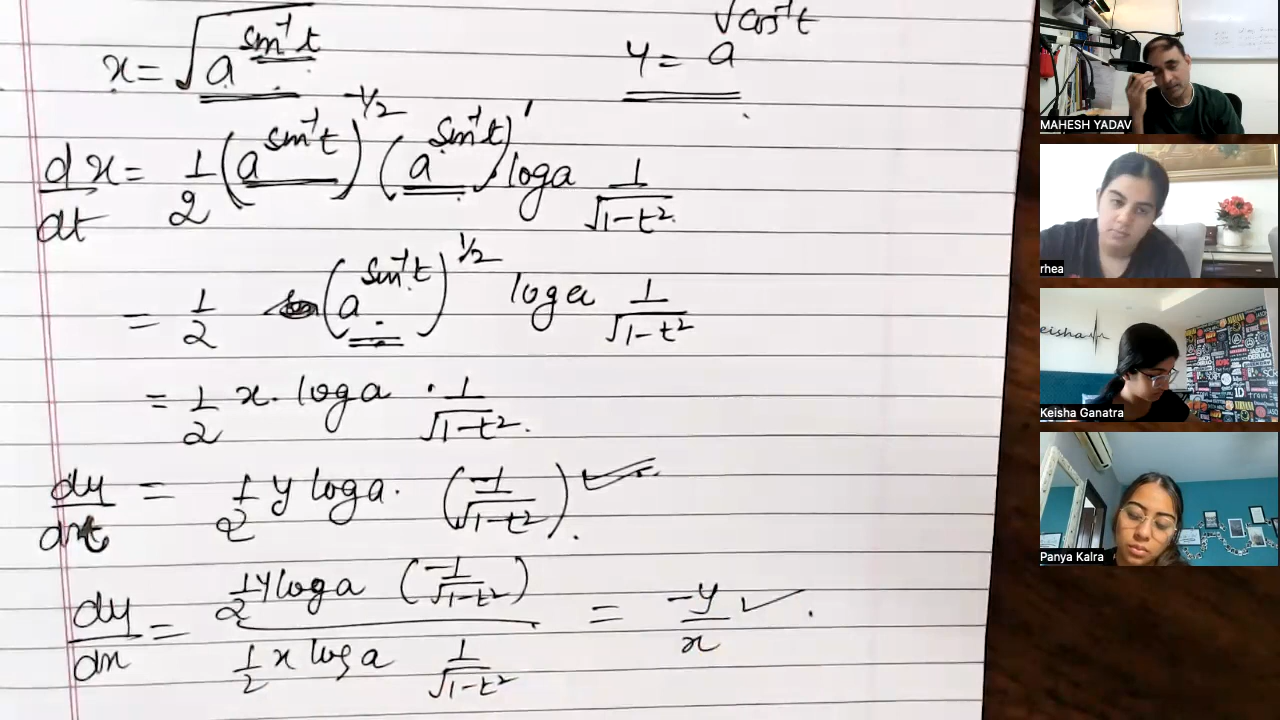 x = √(a^(sin⁻¹t))    y = a^(√cos⁻¹t)
dx/dt = 1/2 (a^(sin⁻¹t))^(-1/2) (a^(sin⁻¹t))^1 log a 1/√(1-t²).
= 1/2 (a^(sin⁻¹t))^(1/2) log a 1/√(1-t²)
= 1/2 x. log a . 1/√(1-t²).
dy/dt = 1/2 y log a. (-1/√(1-t²)).
dy/dx = (1/2 y log a (-1/√(1-t²)))/(1/2 x log a 1/√(1-t²)) = -y/x.
MAHESH YADAV
rhea
Keisha Ganatra
Panya Kalra